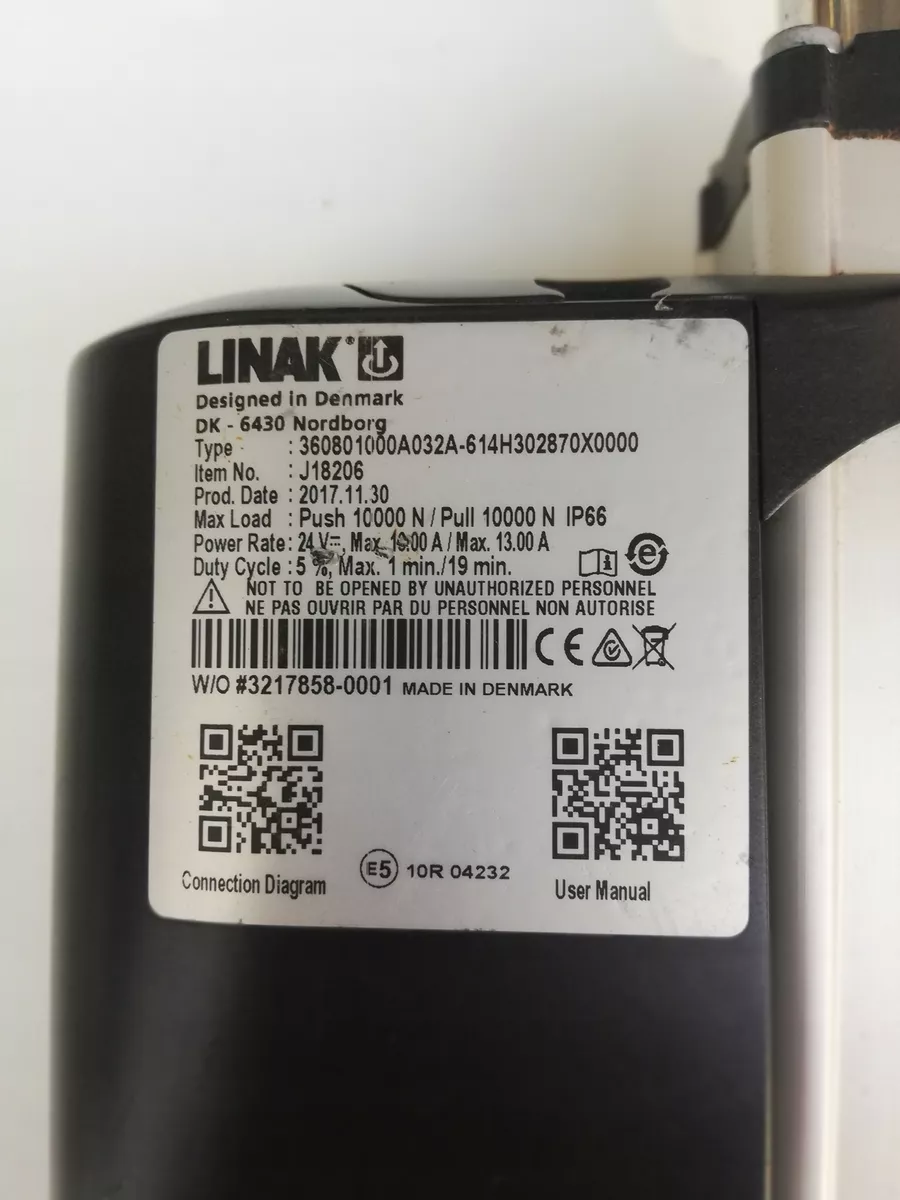 LINAK®
Designed in Denmark
DK - 6430 Nordborg
Type : 360801000A032A-614H302870X0000
Item No. : J18206
Prod. Date : 2017.11.30
Max Load : Push 10000 N / Pull 10000 N IP66
Power Rate: 24 V⎓, Max. A / Max. 13.00 A
Duty Cycle : 5 %, Max. 1 min./19 min.
NOT TO BE OPENED BY UNAUTHORIZED PERSONNEL
NE PAS OUVRIR PAR DU PERSONNEL NON AUTORISE
CE
W/O #3217858-0001 MADE IN DENMARK
E5 10R 04232
Connection Diagram
User Manual